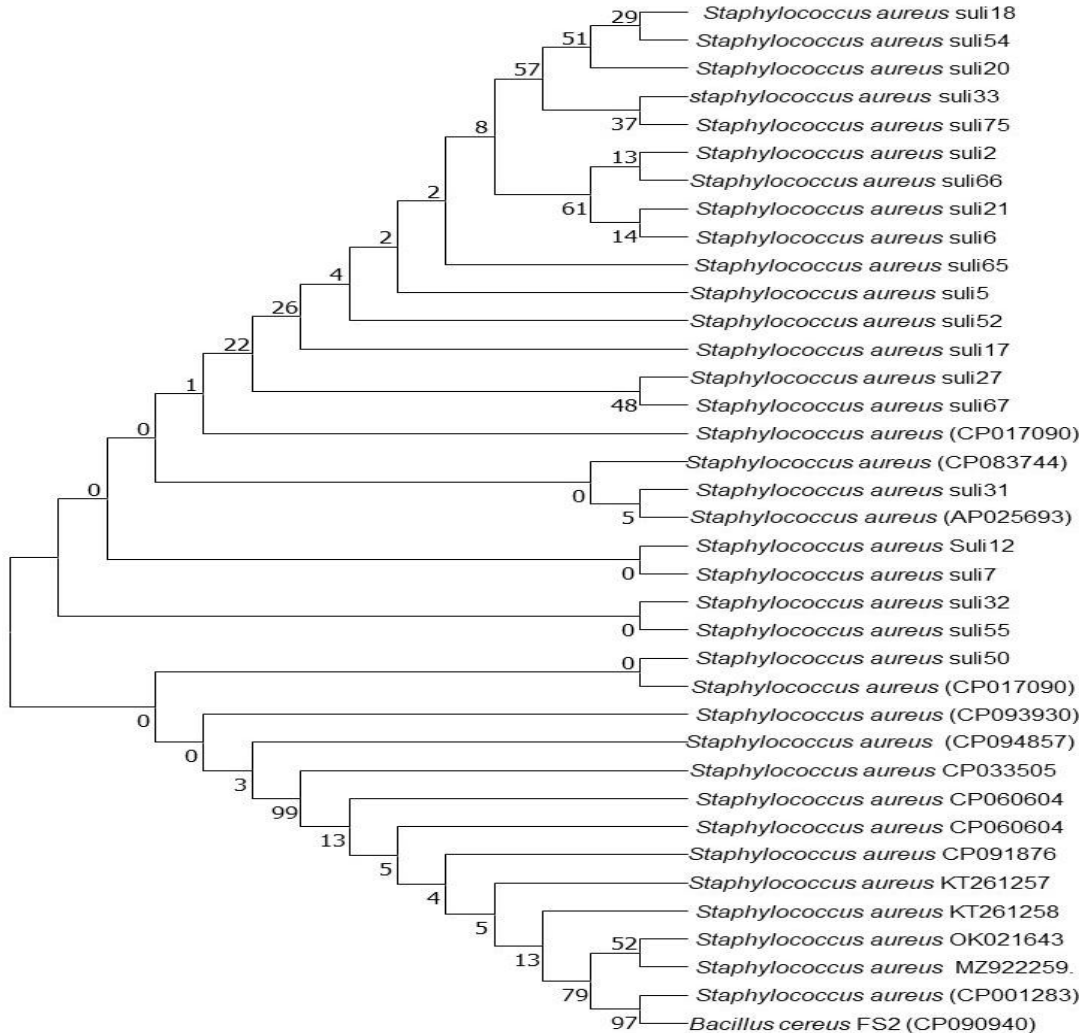 Staphylococcus aureus suli18
Staphylococcus aureus suli54
Staphylococcus aureus suli20
staphylococcus aureus suli33
Staphylococcus aureus suli75
Staphylococcus aureus suli2
Staphylococcus aureus suli66
Staphylococcus aureus suli21
Staphylococcus aureus suli6
Staphylococcus aureus suli65
Staphylococcus aureus suli5
Staphylococcus aureus suli52
Staphylococcus aureus suli17
Staphylococcus aureus suli27
Staphylococcus aureus suli67
Staphylococcus aureus (CP017090)
Staphylococcus aureus (CP083744)
Staphylococcus aureus suli31
Staphylococcus aureus (AP025693)
Staphylococcus aureus Suli12
Staphylococcus aureus suli7
Staphylococcus aureus suli32
Staphylococcus aureus suli55
Staphylococcus aureus suli50
Staphylococcus aureus (CP017090)
Staphylococcus aureus (CP093930)
Staphylococcus aureus (CP094857)
Staphylococcus aureus CP033505
Staphylococcus aureus CP060604
Staphylococcus aureus CP060604
Staphylococcus aureus CP091876
Staphylococcus aureus KT261257
Staphylococcus aureus KT261258
Staphylococcus aureus OK021643
Staphylococcus aureus MZ922259.
Staphylococcus aureus (CP001283)
Bacillus cereus FS2 (CP090940)
29
51
57
37
8
13
61
14
2
2
4
26
22
48
1
0
0
5
0
0
0
0
0
0
3
99
13
5
4
5
13
52
79
97